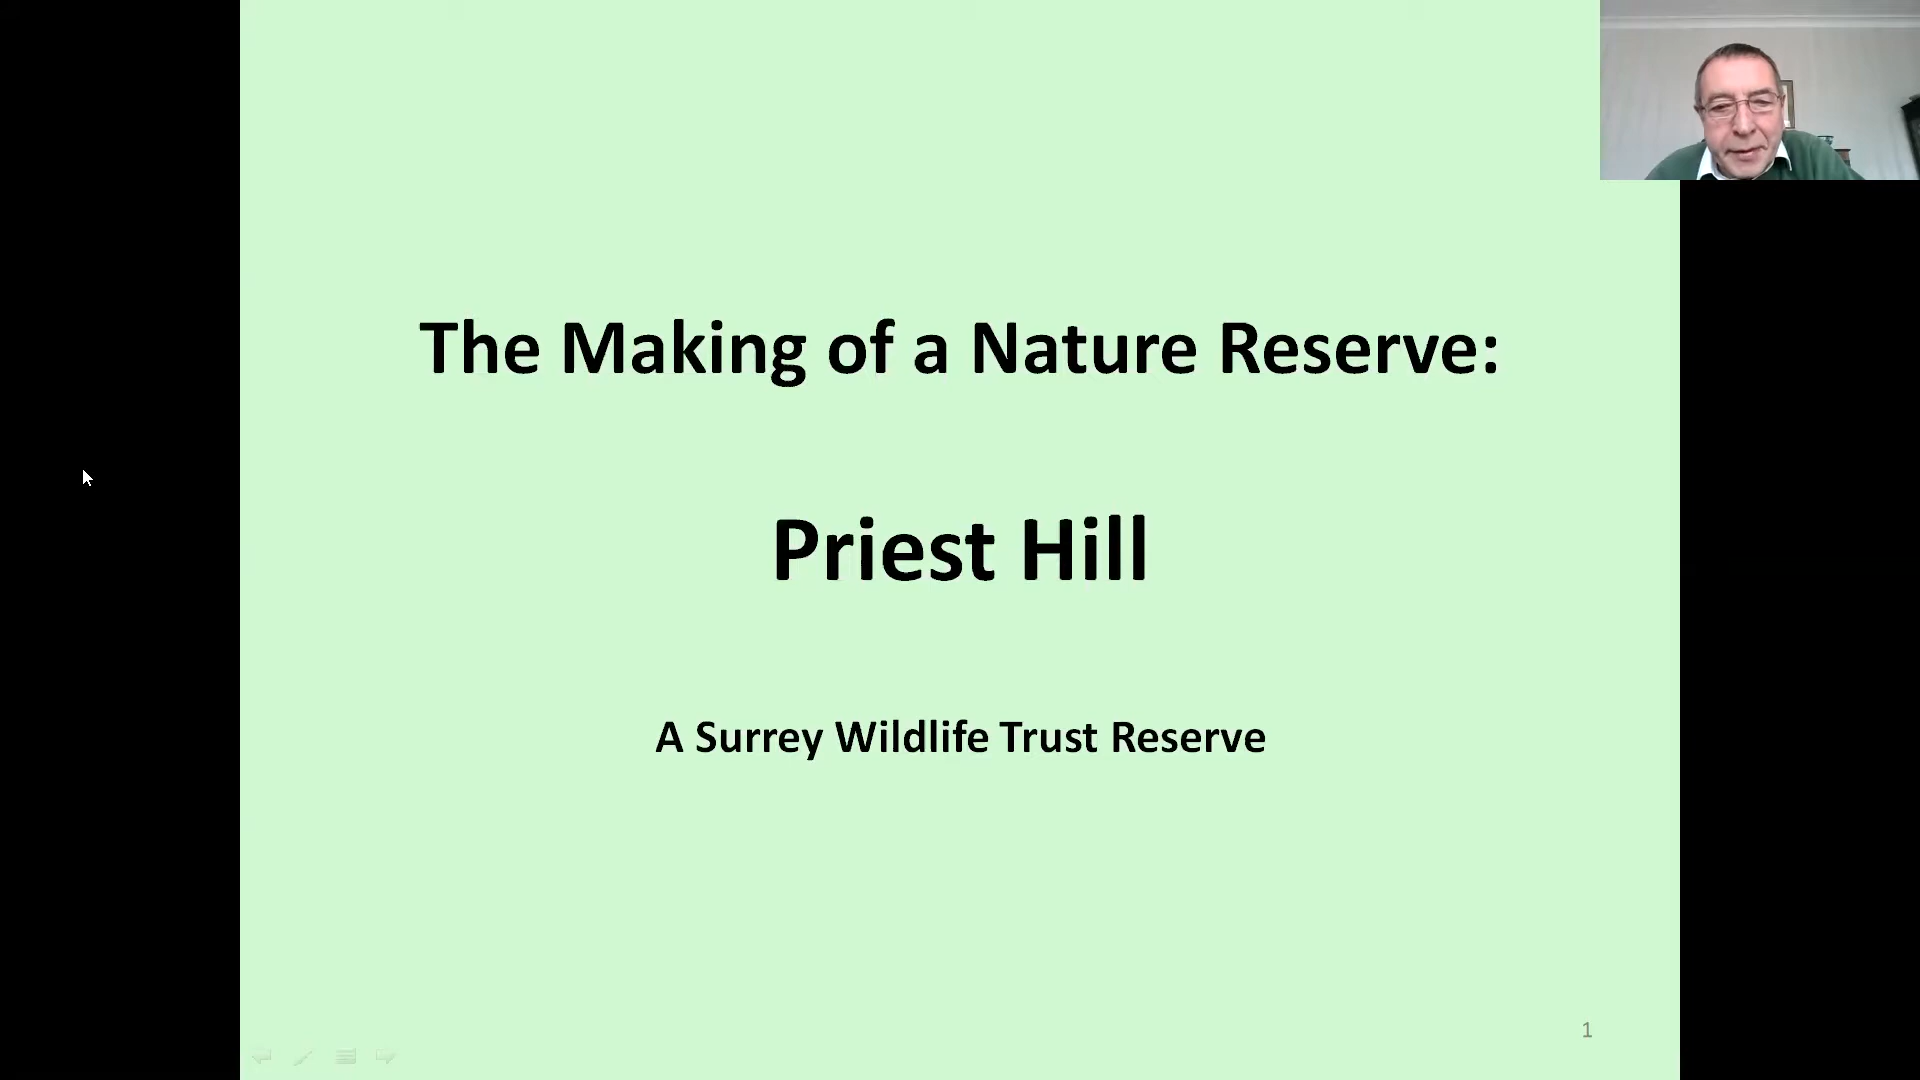 The Making of a Nature Reserve:
Priest Hill
A Surrey Wildlife Trust Reserve
1